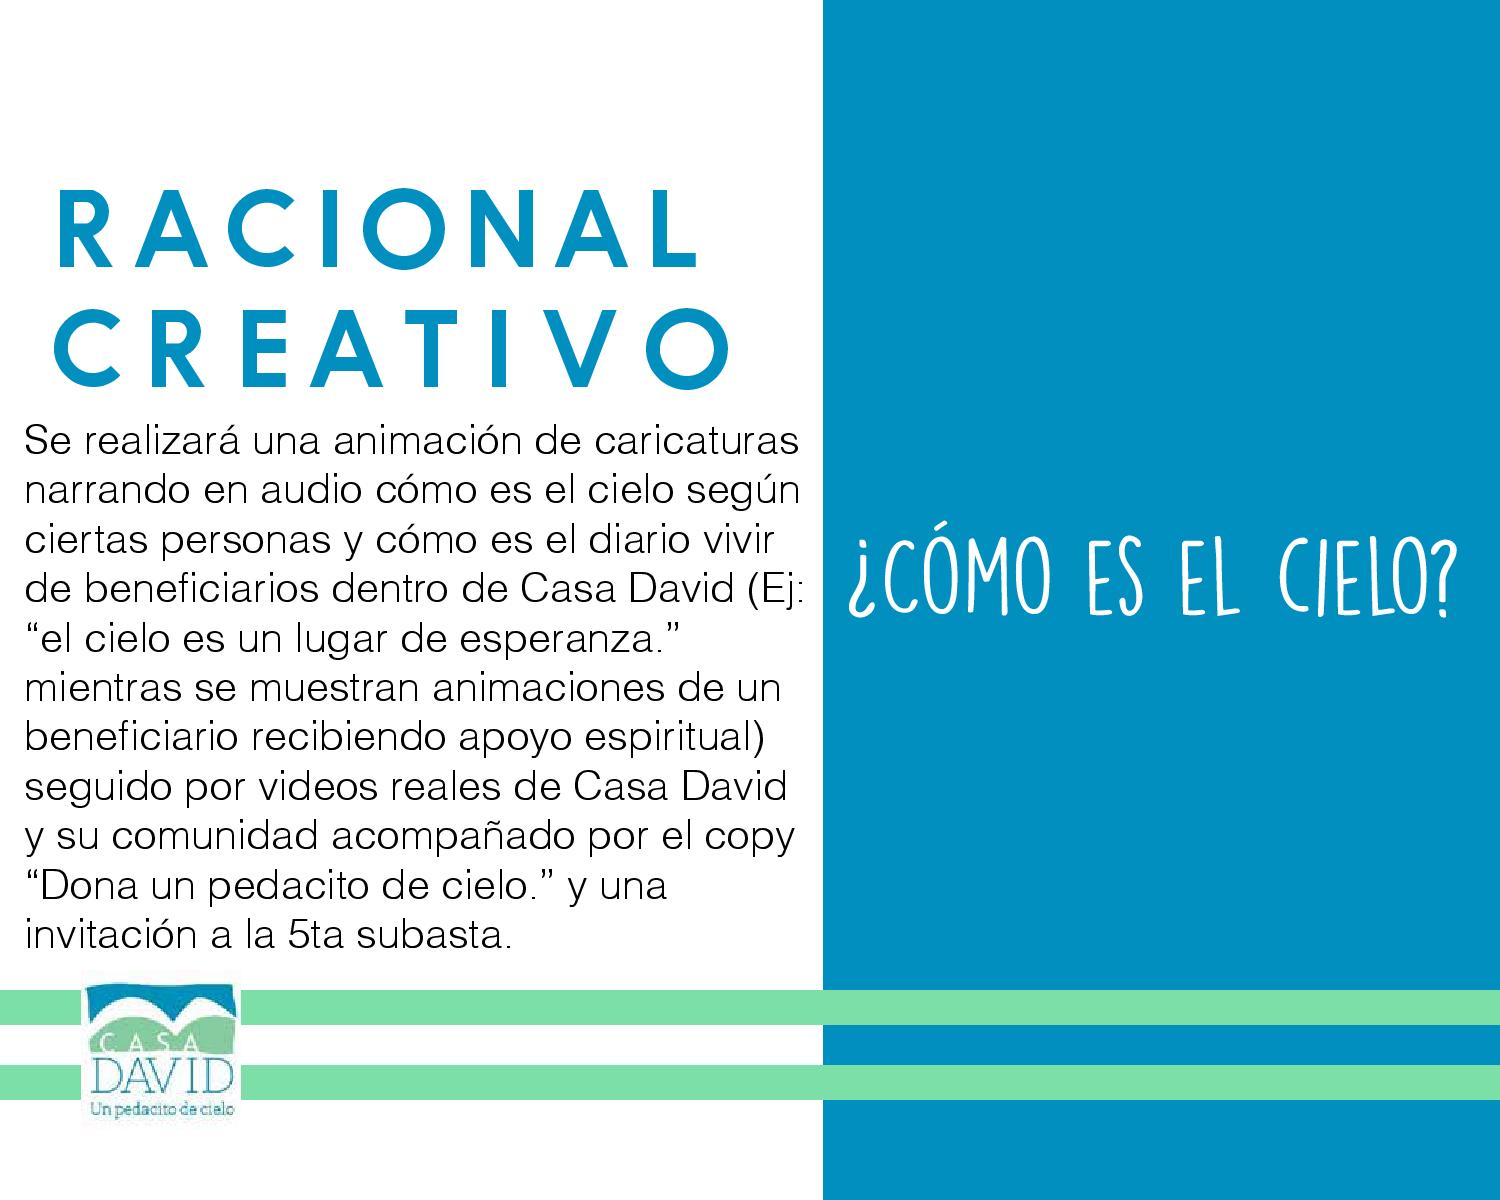 RACIONAL
CREATIVO
Se realizará una animación de caricaturas
narrando en audio cómo es el cielo según
ciertas personas y cómo es el diario vivir
de beneficiarios dentro de Casa David (Ej:
“el cielo es un lugar de esperanza.”
mientras se muestran animaciones de un
beneficiario recibiendo apoyo espiritual)
seguido por videos reales de Casa David
y su comunidad acompañado por el copy
“Dona un pedacito de cielo.” y una
invitación a la 5ta subasta.
¿CÓMO ES EL CIELO?
CASA
DAVID
Un pedacito de cielo